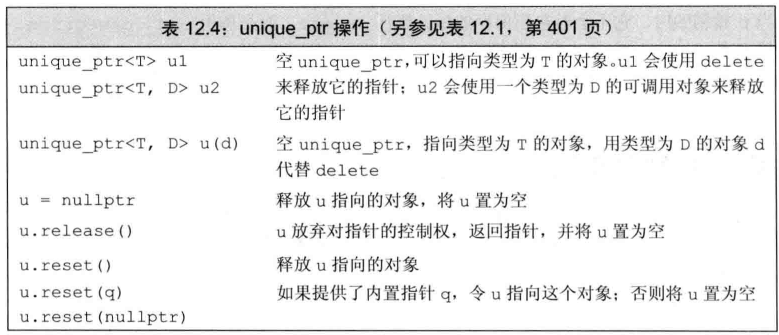 表 12.4：unique_ptr 操作（另参见表 12.1，第 401 页）
unique_ptr<T> u1 空 unique_ptr,可以指向类型为 T 的对象。u1 会使用 delete
unique_ptr<T, D> u2 来释放它的指针；u2 会使用一个类型为 D 的可调用对象来释放
它的指针
unique_ptr<T, D> u(d) 空 unique_ptr，指向类型为 T 的对象，用类型为 D 的对象 d
代替 delete
u = nullptr 释放 u 指向的对象，将 u 置为空
u.release() u 放弃对指针的控制权，返回指针，并将 u 置为空
u.reset() 释放 u 指向的对象
u.reset(q) 如果提供了内置指针 q，令 u 指向这个对象；否则将 u 置为空
u.reset(nullptr)